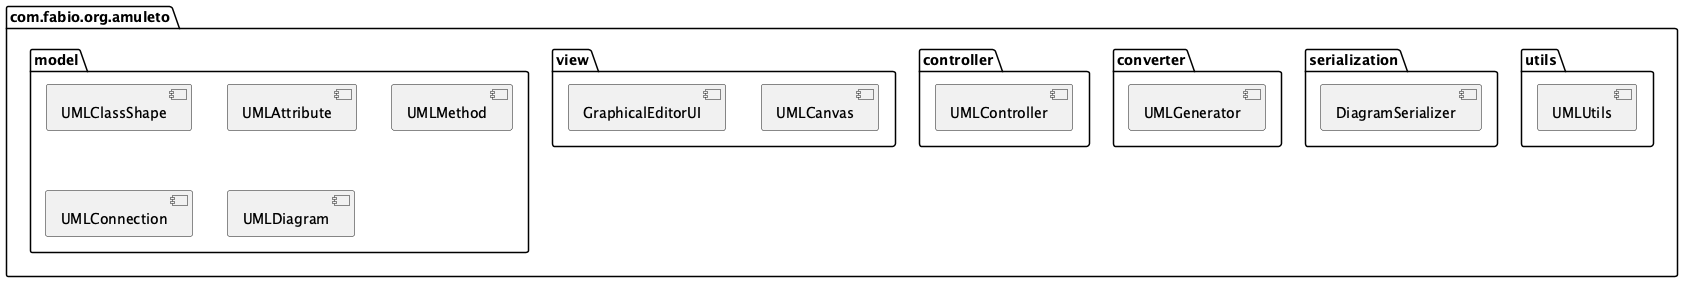 com.fabio.org.amuleto
model
UMLClassShape
UMLAttribute
UMLMethod
UMLConnection
UMLDiagram
view
GraphicalEditorUI
UMLCanvas
controller
UMLController
converter
UMLGenerator
serialization
DiagramSerializer
utils
UMLUtils